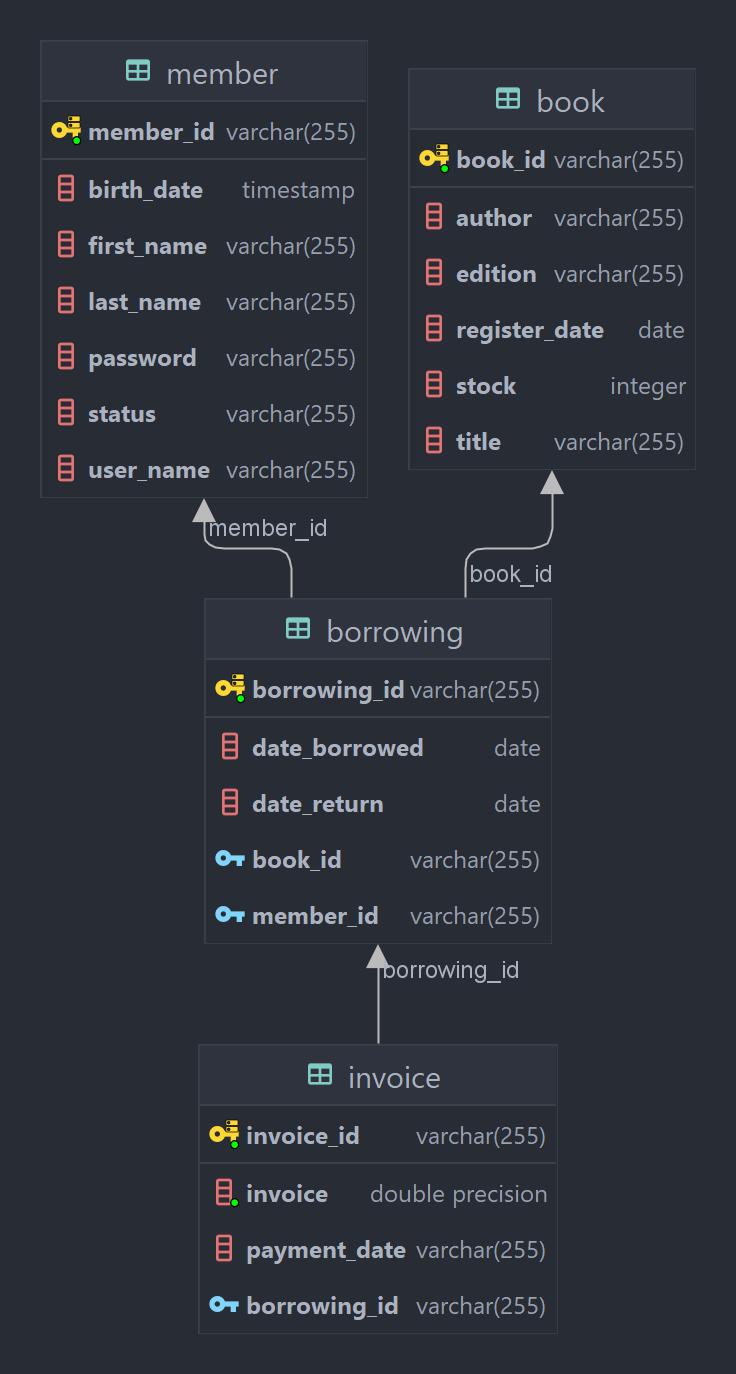 member
member_id varchar(255)
birth_date timestamp
first_name varchar(255)
last_name varchar(255)
password varchar(255)
status varchar(255)
user_name varchar(255)
book
book_id varchar(255)
author varchar(255)
edition varchar(255)
register_date date
stock integer
title varchar(255)
member_id
book_id
borrowing
borrowing_id varchar(255)
date_borrowed date
date_return date
book_id varchar(255)
member_id varchar(255)
borrowing_id
invoice
invoice_id varchar(255)
invoice double precision
payment_date varchar(255)
borrowing_id varchar(255)